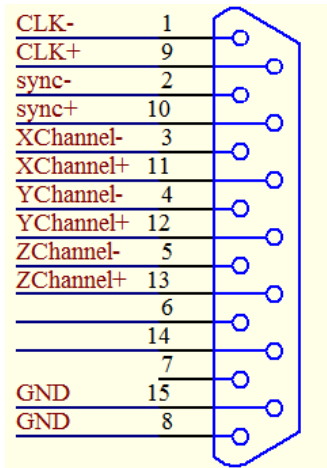 CLK- 1
CLK+ 9
sync- 2
sync+ 10
XChannel- 3
XChannel+ 11
YChannel- 4
YChannel+ 12
ZChannel- 5
ZChannel+ 13
6
14
7
GND 15
GND 8